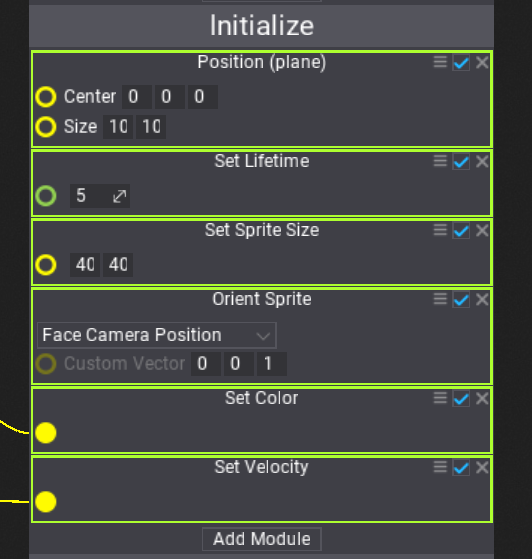 Initialize
Position (plane)
Center 0 0 0
Size 10 10
Set Lifetime
5
Set Sprite Size
40 40
Orient Sprite
Face Camera Position
Custom Vector 0 0 1
Set Color
Set Velocity
Add Module